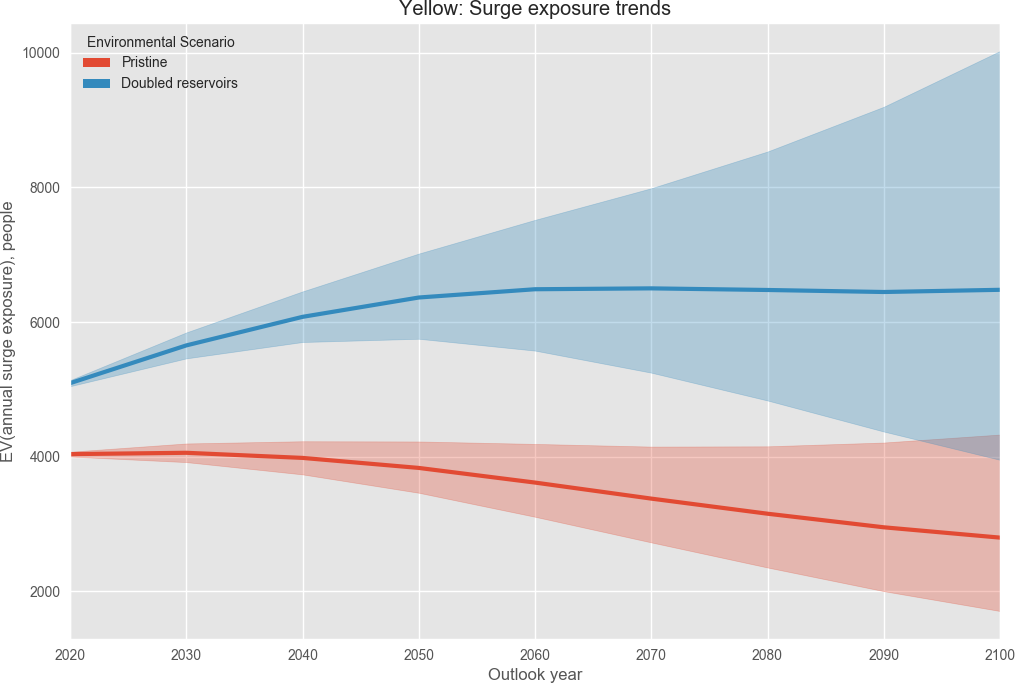 Yellow: Surge exposure trends
Environmental Scenario
Pristine
Doubled reservoirs
EV(annual surge exposure), people
10000
8000
6000
4000
2000
2020 2030 2040 2050 2060 2070 2080 2090 2100
Outlook year